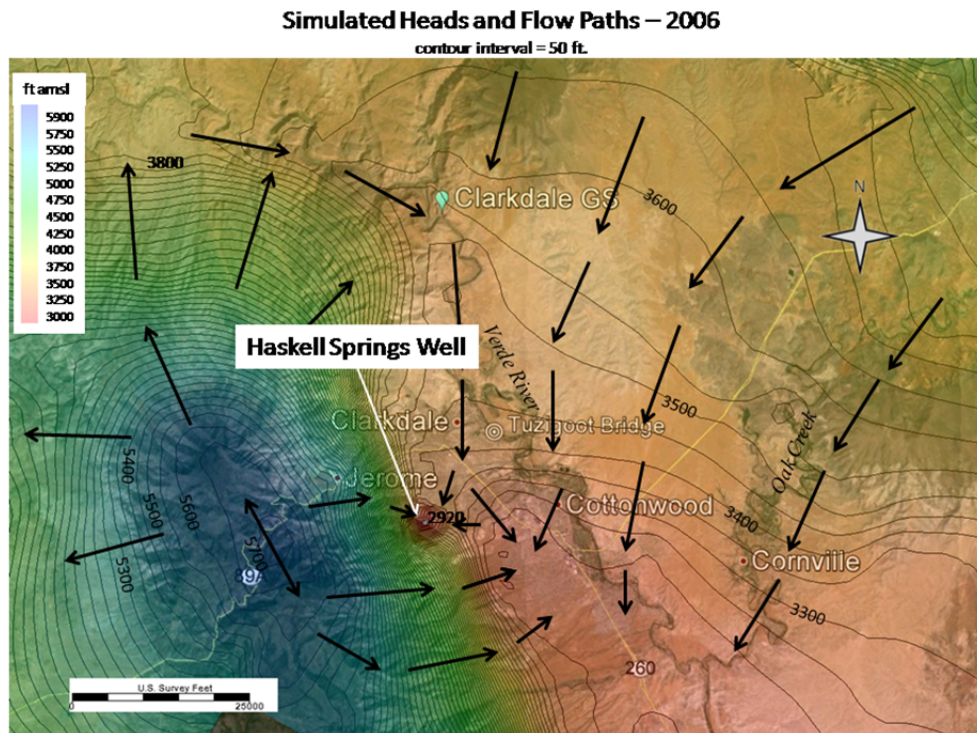 Simulated Heads and Flow Paths – 2006
contour interval = 50 ft.
ft amsl
5900
5750
5500
5250
5000
4750
4500
4250
4000
3750
3500
3250
3000
3800
Clarkdale GS
3600
N
Haskell Springs Well
Verde River
3500
Clarkdale
Tuzigoot Bridge
Oak Creek
5400
Jerome
5500
5600
2920
Cottonwood
3400
5700
89A
Cornville
5300
3300
260
U.S. Survey Feet
0
25000